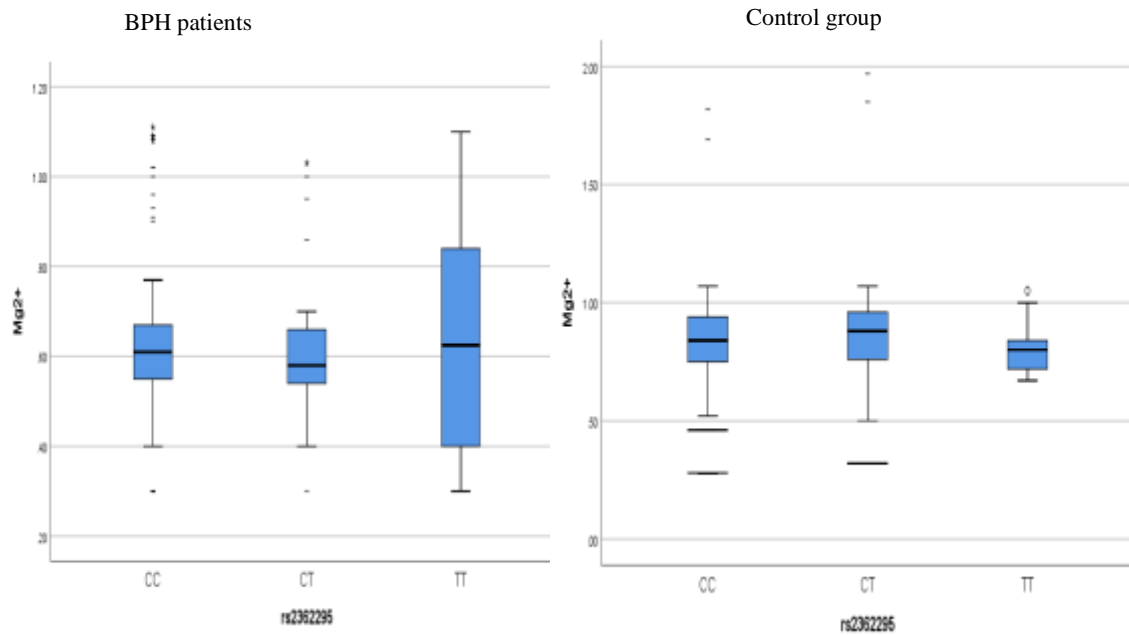 BPH patients
Control group
1.20
1.00
.80
.60
.40
.20
Mg2+
CC CT TT
rs2362295
2.00
1.50
1.00
.50
.00
Mg2+
CC CT TT
rs2362295